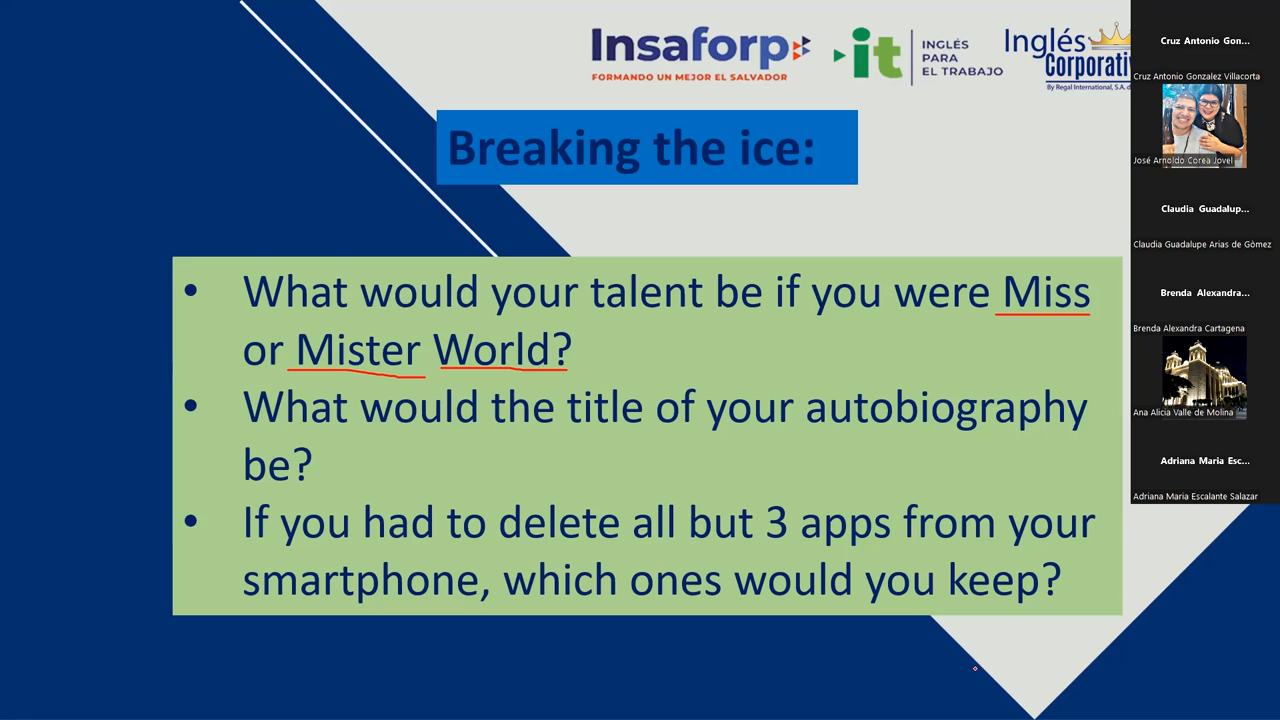 Insaforp
FORMANDO UN MEJOR EL SALVADOR
it
INGLÉS
PARA
EL TRABAJO
Inglés
Corporativ
By Regal International, S.A. d
Breaking the ice:
• What would your talent be if you were Miss
or Mister World?
• What would the title of your autobiography
be?
• If you had to delete all but 3 apps from your
smartphone, which ones would you keep?
Cruz Antonio Gon...
Cruz Antonio Gonzalez Villacorta
José Arnoldo Corea Jovel
Claudia Guadalup...
Claudia Guadalupe Arias de Gómez
Brenda Alexandra...
Brenda Alexandra Cartagena
Ana Alicia Valle de Molina
Adriana Maria Esc...
Adriana Maria Escalante Salazar